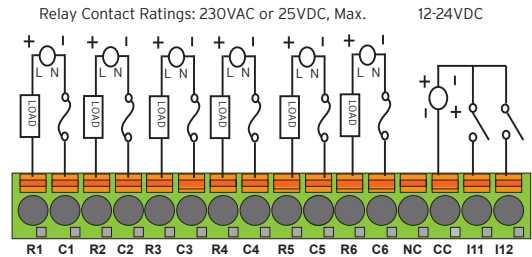 Relay Contact Ratings: 230VAC or 25VDC, Max. 12-24VDC
+ I + I + I + I + I + I
L N L N L N L N L N L N
+ I
+
I
LOAD LOAD LOAD LOAD LOAD LOAD
R1 C1 R2 C2 R3 C3 R4 C4 R5 C5 R6 C6 NC CC I11 I12